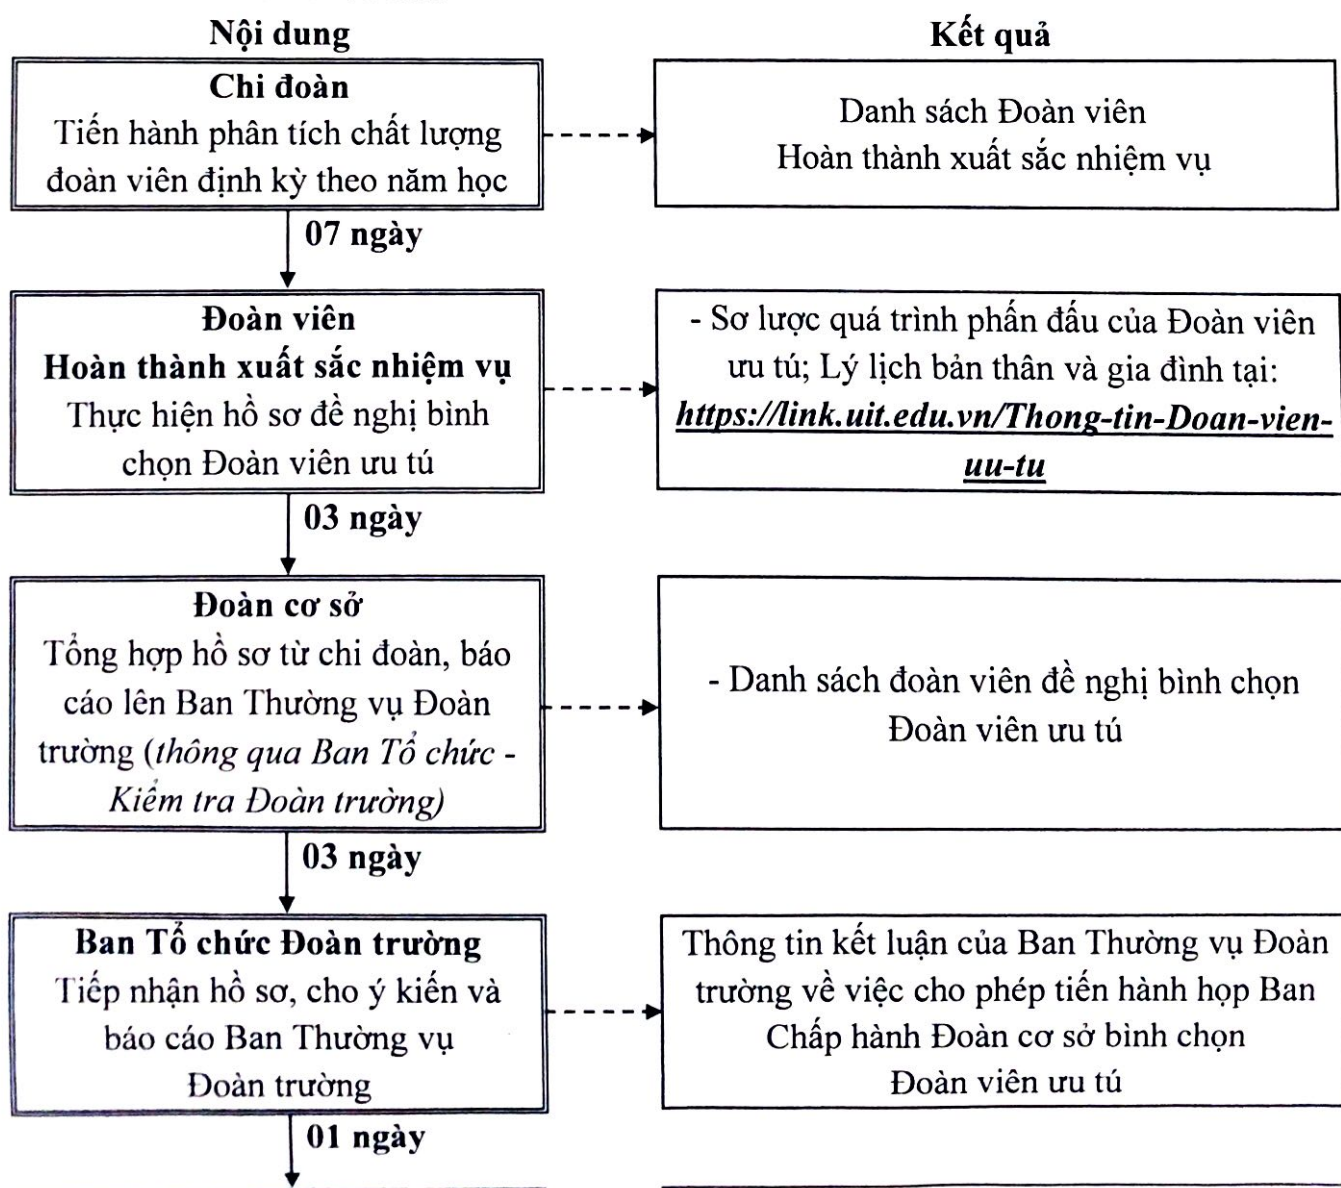 Nội dung
Kết quả
Chi đoàn
Tiến hành phân tích chất lượng
đoàn viên định kỳ theo năm học
Danh sách Đoàn viên
Hoàn thành xuất sắc nhiệm vụ
07 ngày
Đoàn viên
Hoàn thành xuất sắc nhiệm vụ
Thực hiện hồ sơ đề nghị bình
chọn Đoàn viên ưu tú
- Sơ lược quá trình phấn đấu của Đoàn viên
ưu tú; Lý lịch bản thân và gia đình tại:
https://link.uit.edu.vn/Thong-tin-Doan-vien-
uu-tu
03 ngày
Đoàn cơ sở
Tổng hợp hồ sơ từ chi đoàn, báo
cáo lên Ban Thường vụ Đoàn
trường (thông qua Ban Tổ chức -
Kiểm tra Đoàn trường)
- Danh sách đoàn viên đề nghị bình chọn
Đoàn viên ưu tú
03 ngày
Ban Tổ chức Đoàn trường
Tiếp nhận hồ sơ, cho ý kiến và
báo cáo Ban Thường vụ
Đoàn trường
Thông tin kết luận của Ban Thường vụ Đoàn
trường về việc cho phép tiến hành họp Ban
Chấp hành Đoàn cơ sở bình chọn
Đoàn viên ưu tú
01 ngày